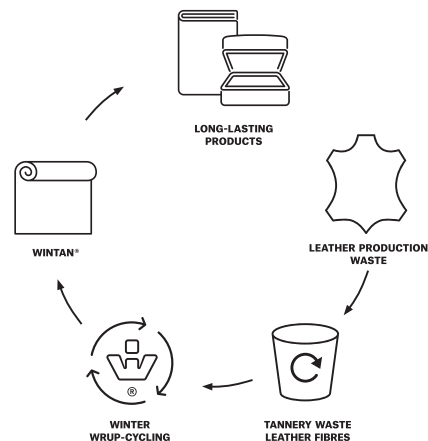 LONG-LASTING
PRODUCTS
LEATHER PRODUCTION
WASTE
WINTAN®
®
WINTER
WRUP-CYCLING
TANNERY WASTE
LEATHER FIBRES